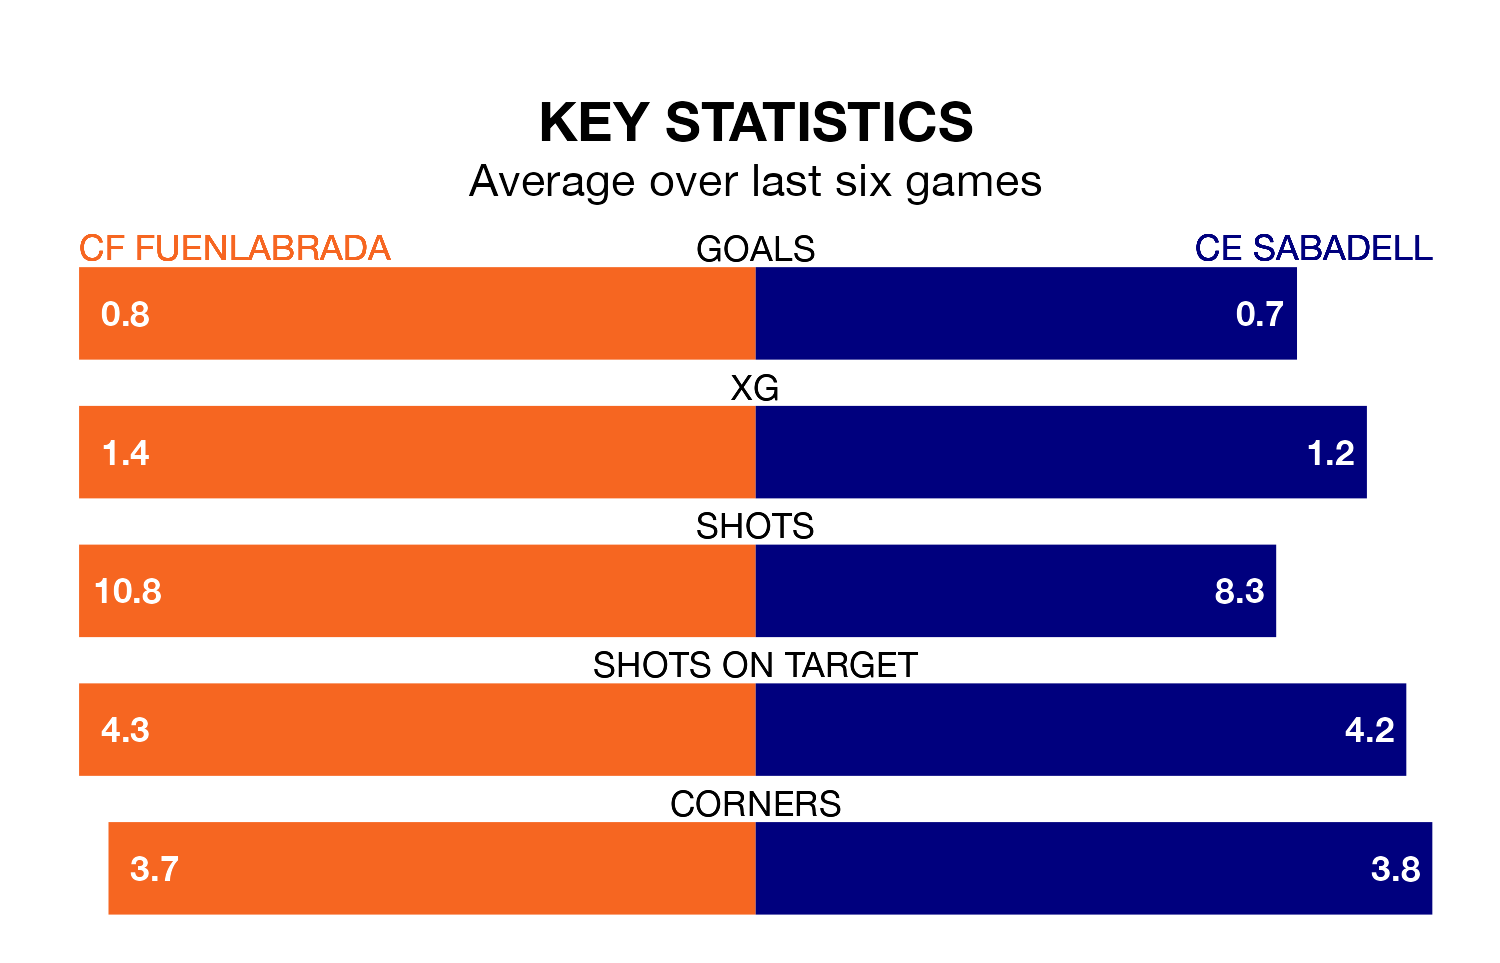 KEY STATISTICS
Average over last six games
CF FUENLABRADA GOALS CE SABADELL
0.8 0.7
XG
1.4 1.2
SHOTS
10.8 8.3
SHOTS ON TARGET
4.3 4.2
CORNERS
3.7 3.8